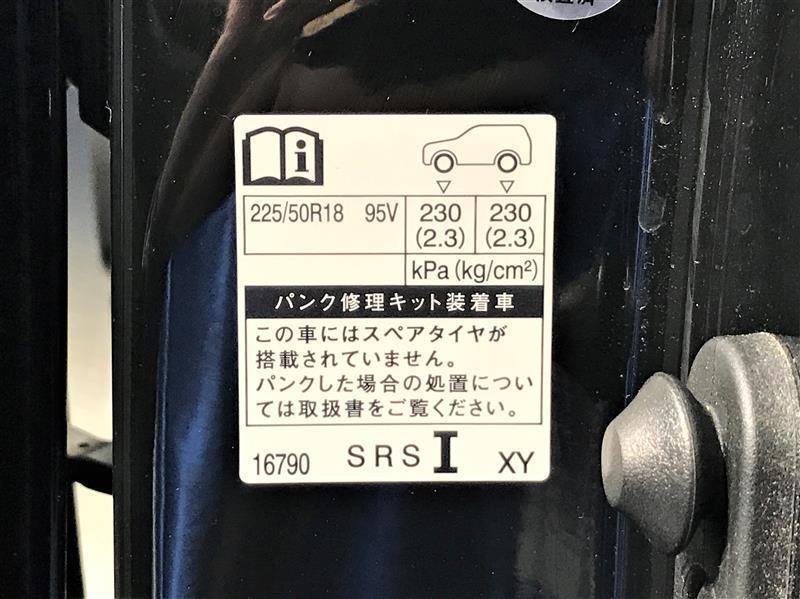 225/50R18 95V 230 230
(2.3) (2.3)
kPa(kg/cm²)
パンク修理キット装着車
この車にはスペアタイヤが
搭載されていません。
パンクした場合の処置につい
ては取扱書をご覧ください。
16790 SRS I XY